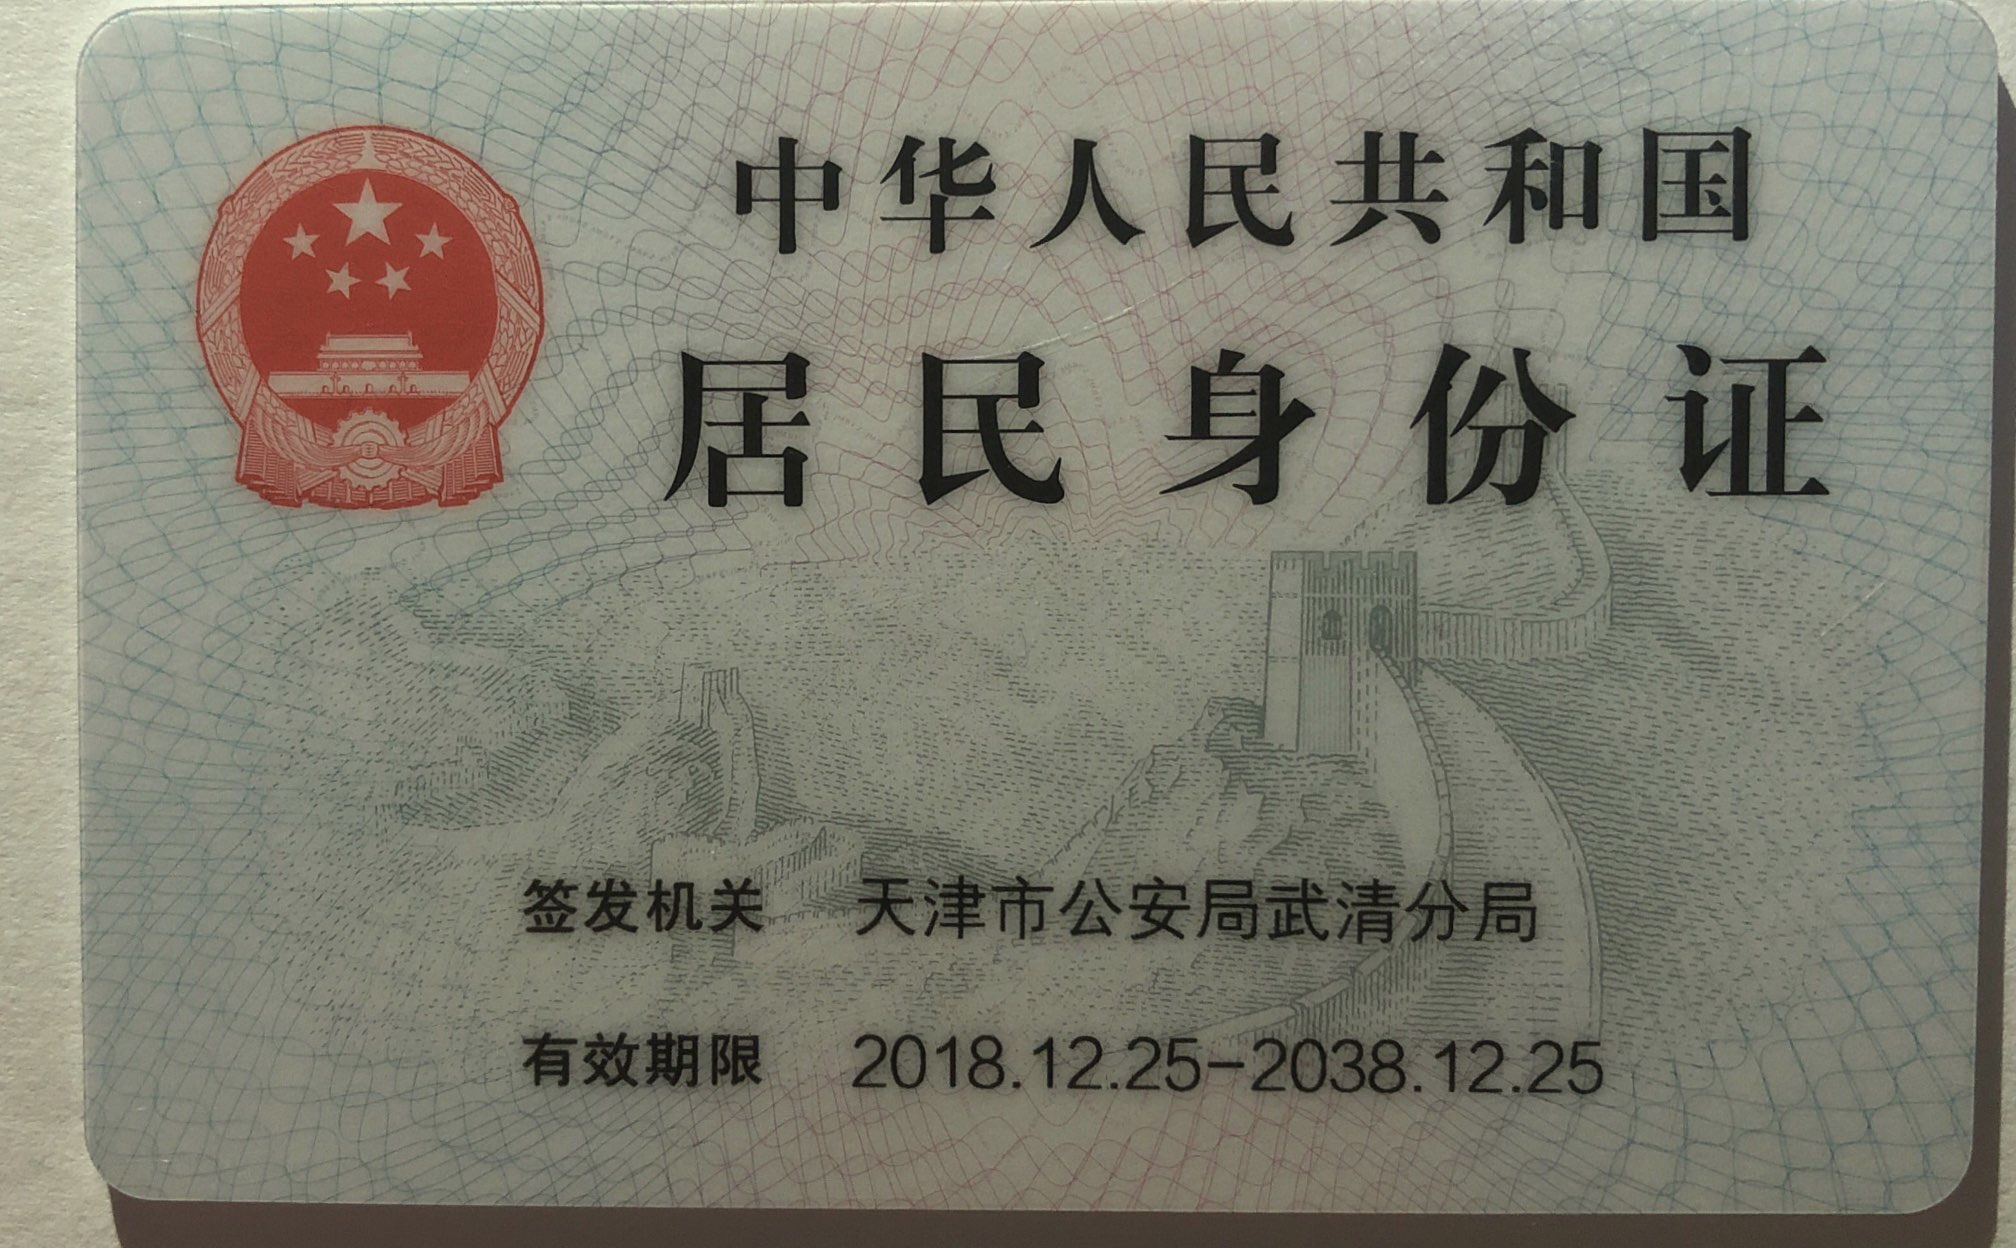 中华人民共和国
居民身份证
签发机关 天津市公安局武清分局
有效期限 2018.12.25-2038.12.25